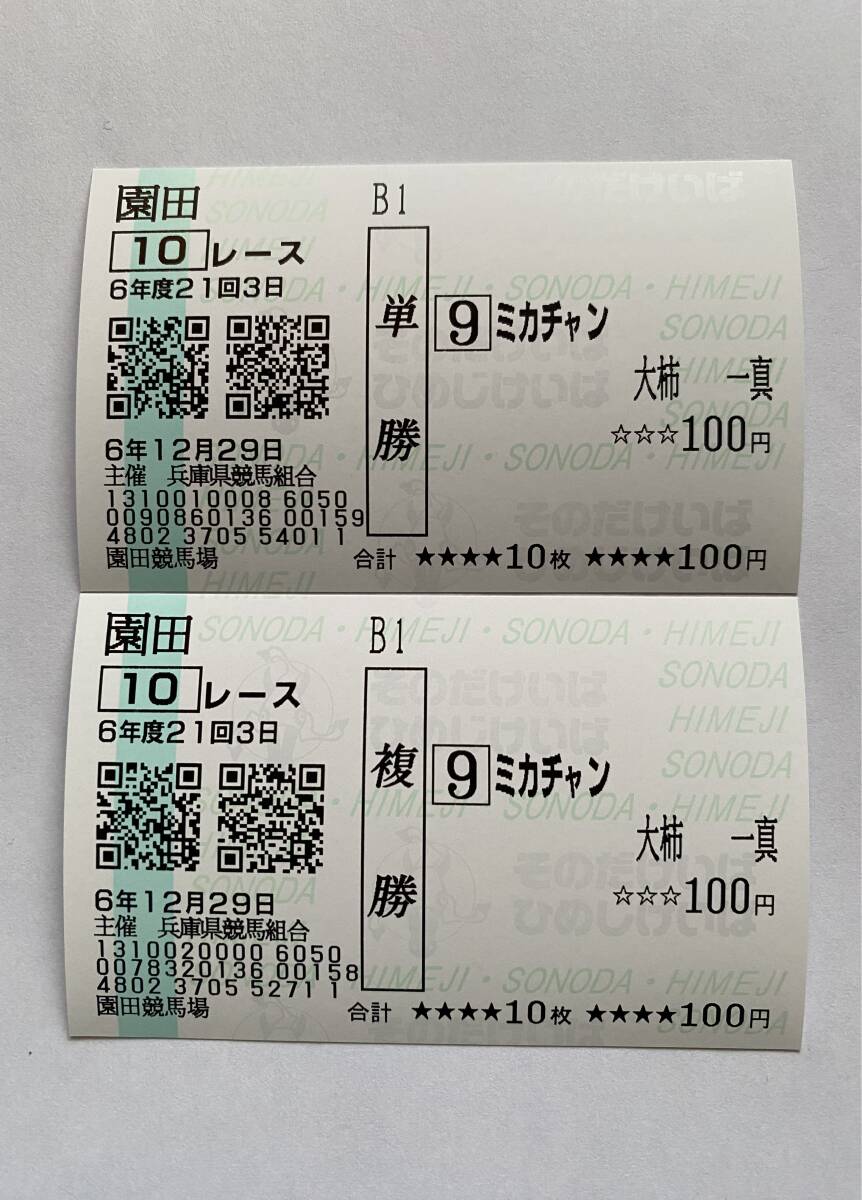 園田
B1
10 レース
6年度21回3日
単勝
9 ミカチャン
大柿 一真
☆☆☆100円
6年12月29日
主催 兵庫県競馬組合
1310010008 6050
0090860136 00159
4802 3705 5401 1
園田競馬場
合計 ★★★★10枚 ★★★★100円
園田
B1
10 レース
6年度21回3日
複勝
9 ミカチャン
大柿 一真
☆☆☆100円
6年12月29日
主催 兵庫県競馬組合
1310020000 6050
0078320136 00158
4802 3705 5271 1
園田競馬場
合計 ★★★★10枚 ★★★★100円